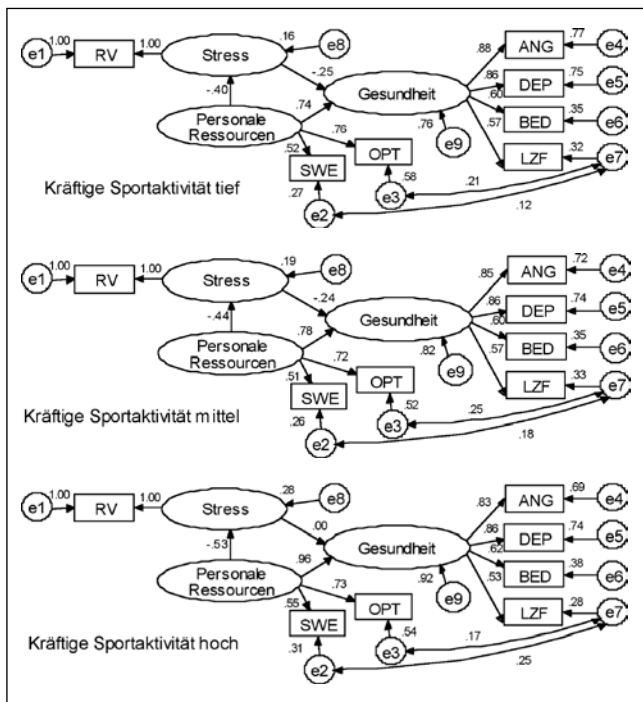 1.00 1.00 .16 .77
e1 RV Stress e8 ANG e4
.88
-.25 .86 .75
DEP e5
-.40 Gesundheit .60
.74 .35
Personale Ressourcen BED e6
.76 .76 .57
.52 e9 .32
OPT LZF e7
SWE
Kräftige Sportaktivität tief .58 .21
.27 e3
e2 .12
1.00 1.00 .19 .72
e1 RV Stress e8 ANG e4
.85
-.24 .86 .74
DEP e5
-.44 Gesundheit .60
.78 .35
Personale Ressourcen BED e6
.72 .82 .57
.51 e9 .33
OPT LZF e7
SWE
Kräftige Sportaktivität mittel .52 .25
.26 e3
e2 .18
1.00 1.00 .28 .69
e1 RV Stress e8 ANG e4
.83
.00 .86 .74
DEP e5
-.53 Gesundheit .62
.96 .38
Personale Ressourcen BED e6
.73 .92 .53
.55 e9 .28
OPT LZF e7
SWE
Kräftige Sportaktivität hoch .54 .17
.31 e3
e2 .25